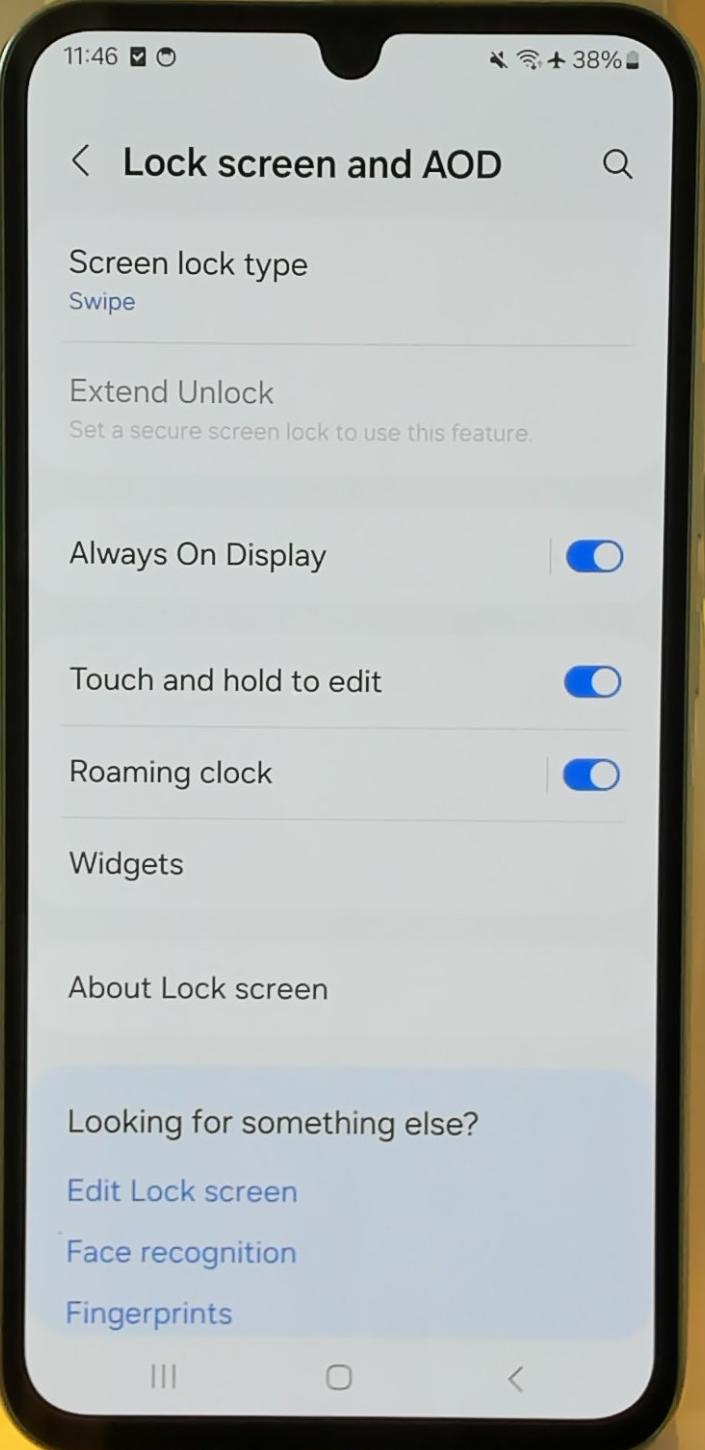 11:46 38%
Lock screen and AOD
Screen lock type
Swipe
Extend Unlock
Set a secure screen lock to use this feature.
Always On Display
Touch and hold to edit
Roaming clock
Widgets
About Lock screen
Looking for something else?
Edit Lock screen
Face recognition
Fingerprints